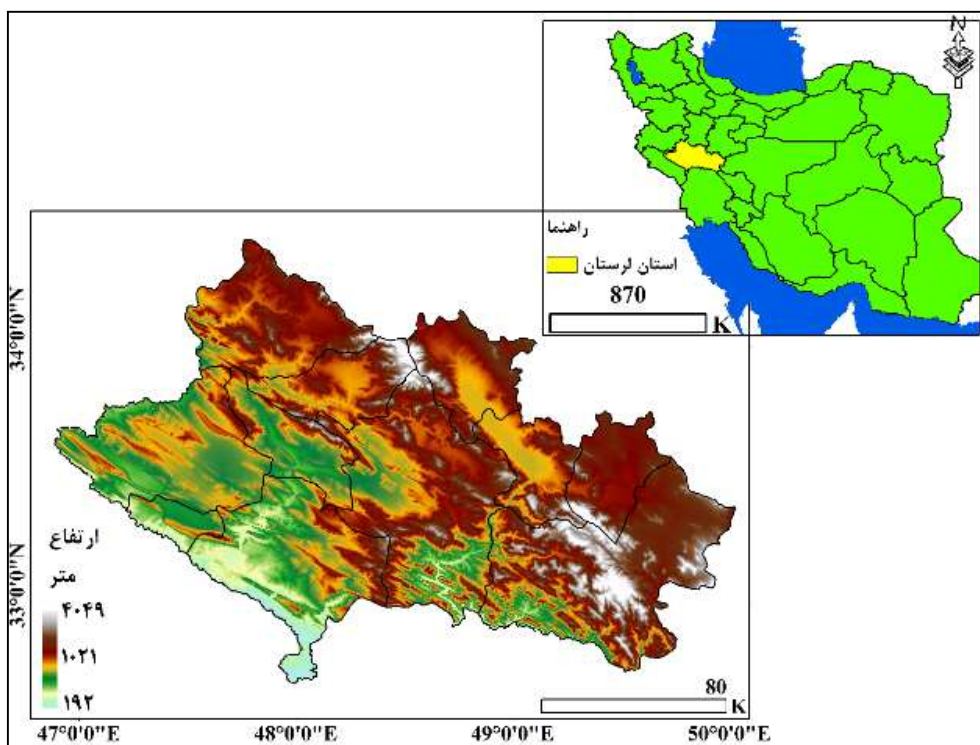 N
راهنما
استان لرستان
870
K
34°0'0"N
33°0'0"N
ارتفاع
متر
۴۰۴۹
۱۰۲۱
۱۹۲
80
K
47°0'0"E
48°0'0"E
49°0'0"E
50°0'0"E